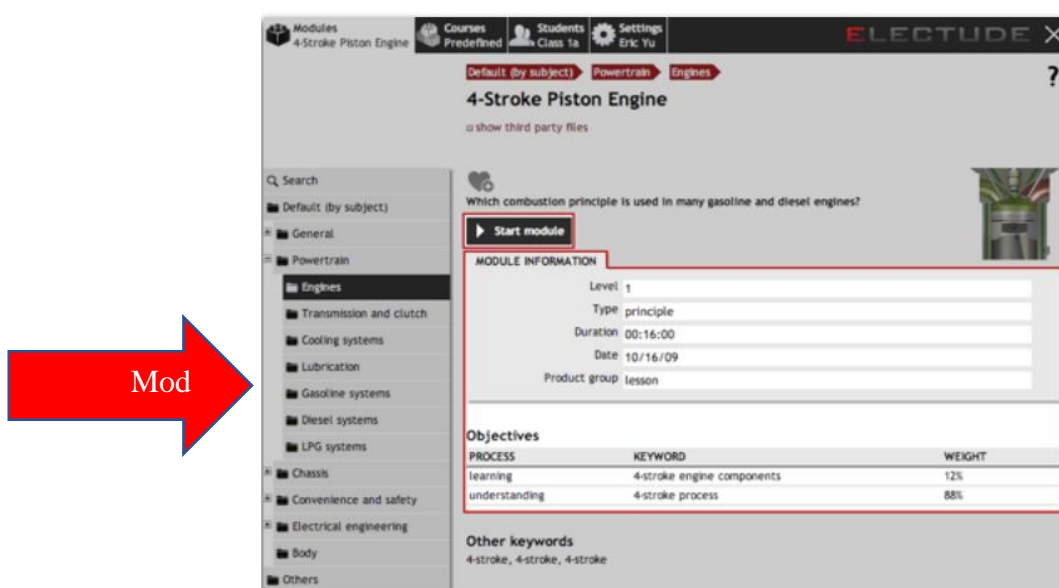 Modules
4-Stroke Piston Engine
Courses
Predefined
Students
Class 1a
Settings
Eric Yu
ELECTUDE
Default (by subject)
Powertrain
Engines
?
4-Stroke Piston Engine
show third party files
Search
Default (by subject)
General
Powertrain
Engines
Transmission and clutch
Cooling systems
Lubrication
Gasoline systems
Diesel systems
LPG systems
Chassis
Convenience and safety
Electrical engineering
Body
Others
Mod
Which combustion principle is used in many gasoline and diesel engines?
Start module
MODULE INFORMATION
Level 1
Type principle
Duration 00:16:00
Date 10/16/09
Product group lesson
Objectives
PROCESS KEYWORD WEIGHT
learning 4-stroke engine components 12%
understanding 4-stroke process 88%
Other keywords
4-stroke, 4-stroke, 4-stroke